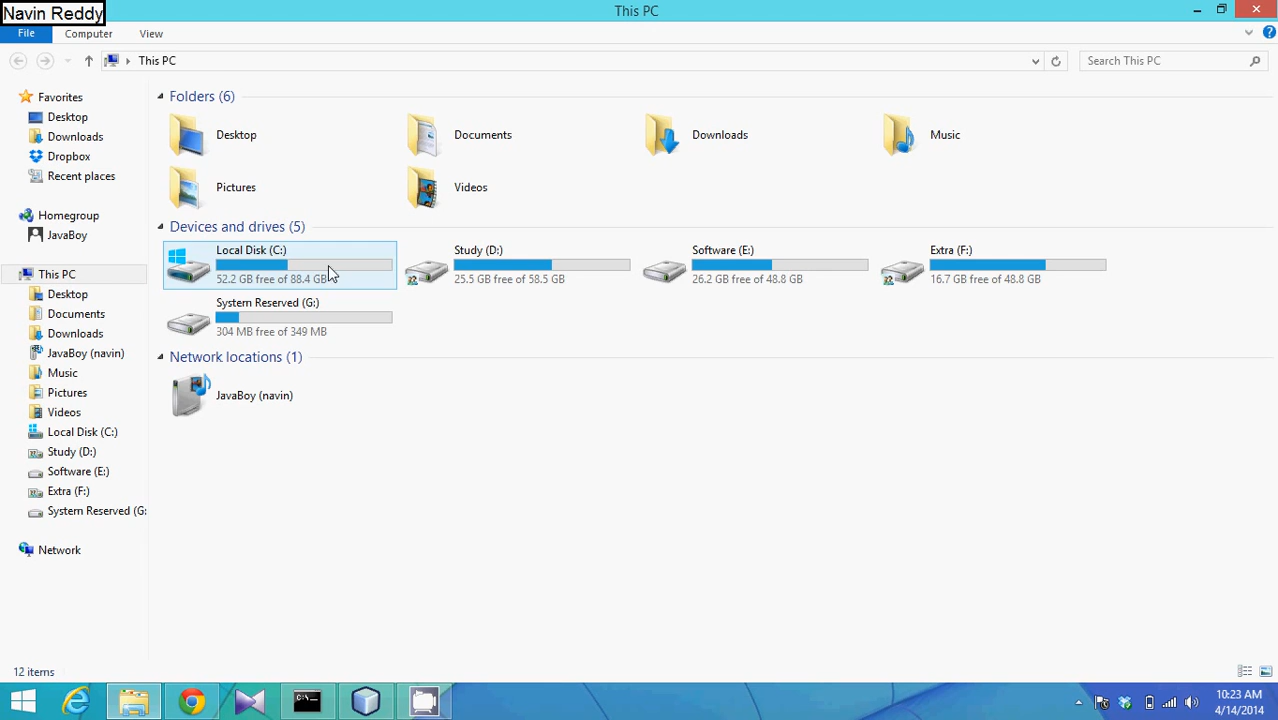 Navin Reddy
This PC
File Computer View
This PC
Search This PC
Favorites
Desktop
Downloads
Dropbox
Recent places
Homegroup
JavaBoy
This PC
Desktop
Documents
Downloads
JavaBoy (navin)
Music
Pictures
Videos
Local Disk (C:)
Study (D:)
Software (E:)
Extra (F:)
System Reserved (G:
Network
Folders (6)
Desktop
Documents
Downloads
Music
Pictures
Videos
Devices and drives (5)
Local Disk (C:)
52.2 GB free of 88.4 GB
Study (D:)
25.5 GB free of 58.5 GB
Software (E:)
26.2 GB free of 48.8 GB
Extra (F:)
16.7 GB free of 48.8 GB
System Reserved (G:)
304 MB free of 349 MB
Network locations (1)
JavaBoy (navin)
12 items
10:23 AM
4/14/2014